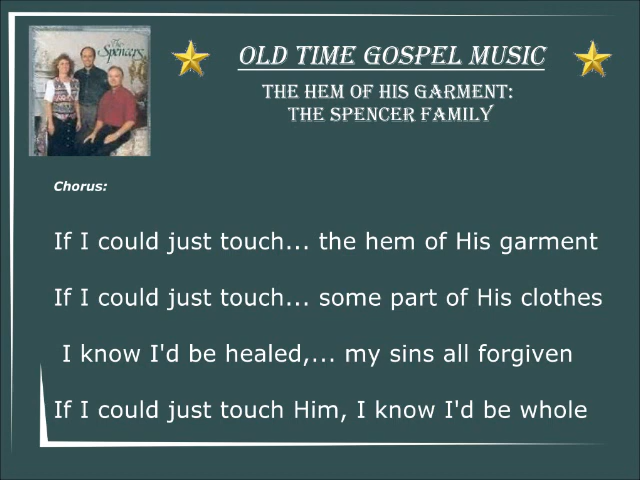 The
Spencers
Old Time Gospel Music
The Hem of His Garment:
The Spencer Family
Chorus:
If I could just touch... the hem of His garment
If I could just touch... some part of His clothes
I know I'd be healed,... my sins all forgiven
If I could just touch Him, I know I'd be whole